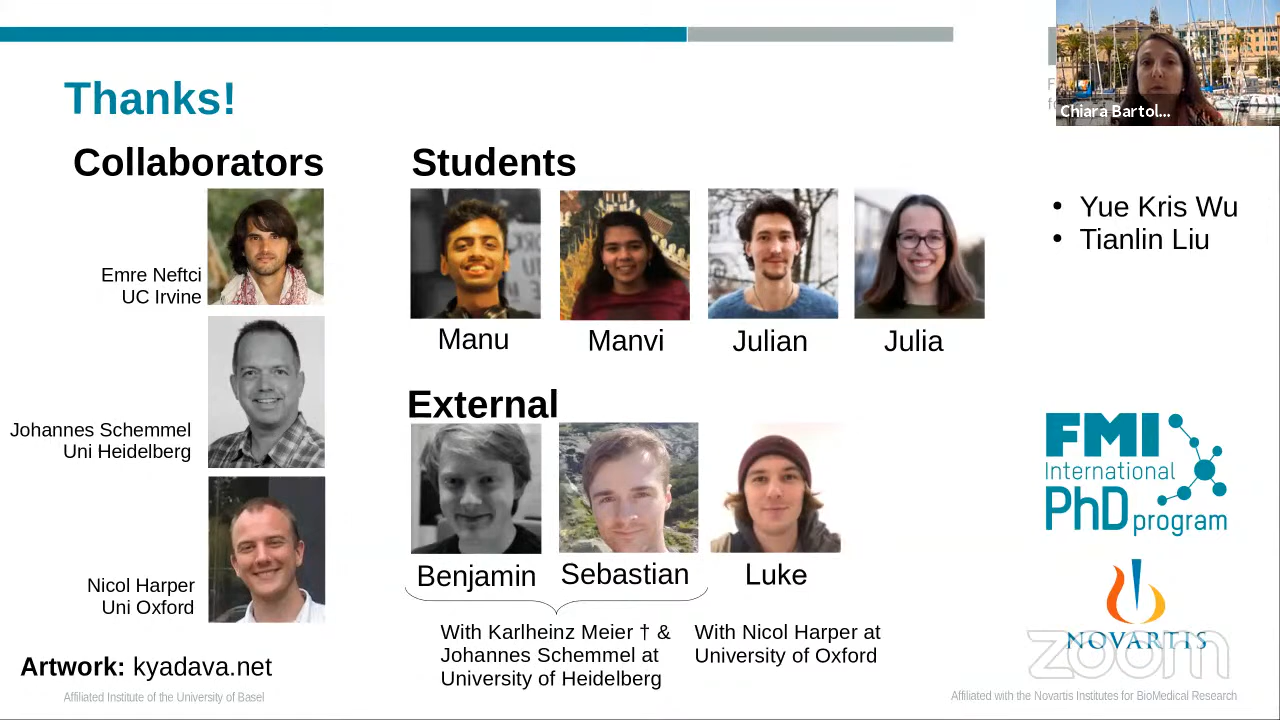 Thanks!
Chiara Bartol...
Collaborators
Emre Neftci
UC Irvine
Johannes Schemmel
Uni Heidelberg
Nicol Harper
Uni Oxford
Artwork: kyadava.net
Students
Manu
Manvi
Julian
Julia
External
Benjamin
Sebastian
Luke
With Karlheinz Meier † &
Johannes Schemmel at
University of Heidelberg
With Nicol Harper at
University of Oxford
• Yue Kris Wu
• Tianlin Liu
FMI
International
PhD program
NOVARTIS
zoom
Affiliated Institute of the University of Basel
Affiliated with the Novartis Institutes for BioMedical Research